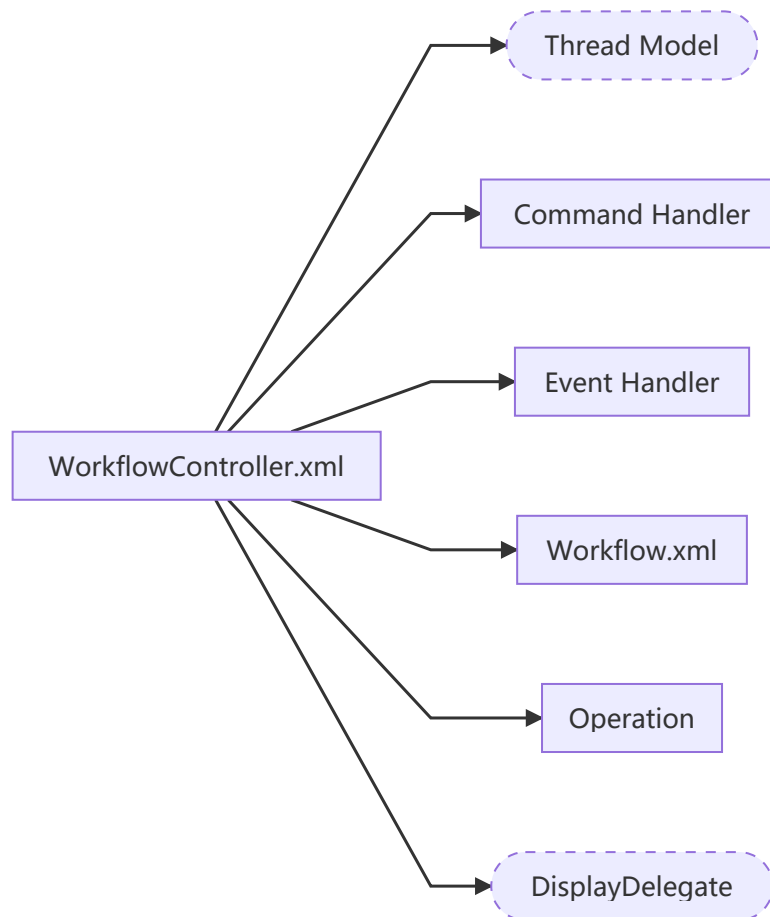 Thread Model
Command Handler
Event Handler
WorkflowController.xml
Workflow.xml
Operation
DisplayDelegate